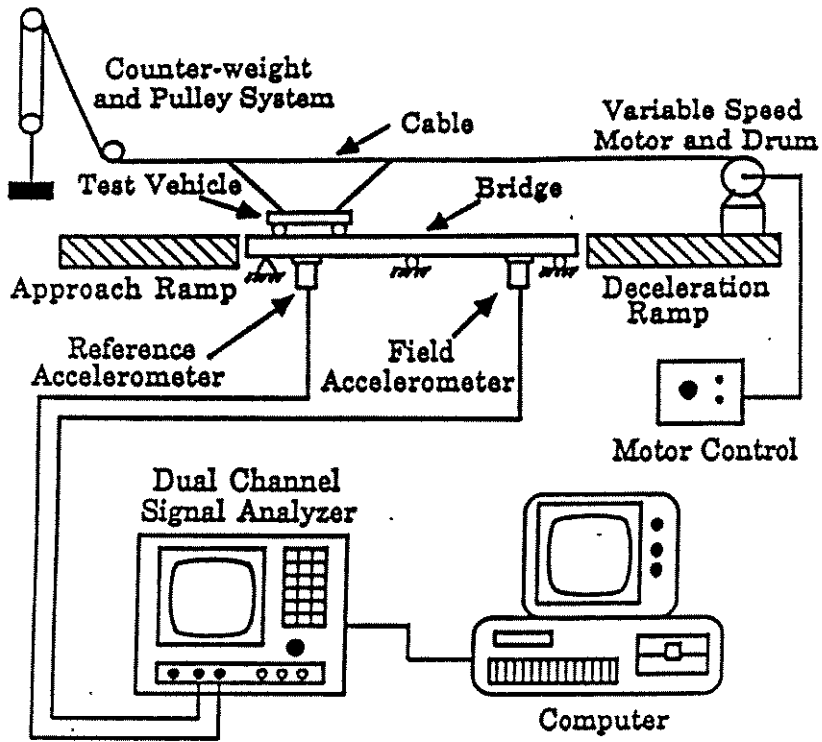 Counter-weight
and Pulley System
Cable
Variable Speed
Motor and Drum
Test Vehicle
Bridge
Approach Ramp
Deceleration
Ramp
Reference
Accelerometer
Field
Accelerometer
Motor Control
Dual Channel
Signal Analyzer
Computer